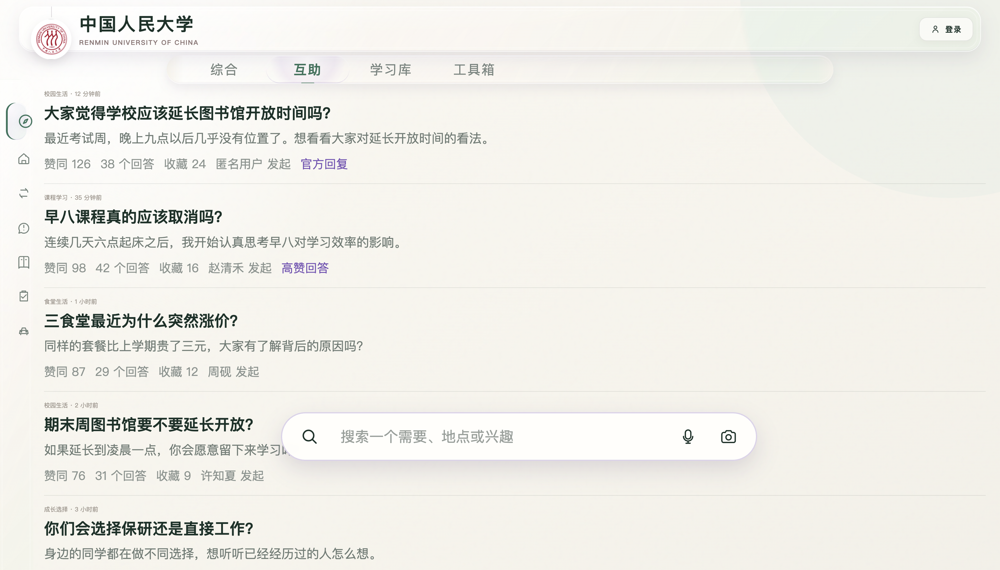 中国人民大学
RENMIN UNIVERSITY OF CHINA
RENMIN UNIVERSITY OF CHINA
1937
中国人民大学
登录
综合 互助 学习库 工具箱
校园生活 · 12 分钟前
大家觉得学校应该延长图书馆开放时间吗?
最近考试周，晚上九点以后几乎没有位置了。想看看大家对延长开放时间的看法。
赞同 126 38 个回答 收藏 24 匿名用户 发起 官方回复
课程学习 · 35 分钟前
早八课程真的应该取消吗?
连续几天六点起床之后，我开始认真思考早八对学习效率的影响。
赞同 98 42 个回答 收藏 16 赵清禾 发起 高赞回答
食堂生活 · 1 小时前
三食堂最近为什么突然涨价?
同样的套餐比上学期贵了三元，大家有了解背后的原因吗?
赞同 87 29 个回答 收藏 12 周砚 发起
校园生活 · 2 小时前
期末周图书馆要不要延长开放?
如果延长到凌晨一点，你会愿意留下来学习
搜索一个需要、地点或兴趣
赞同 76 31 个回答 收藏 9 许知夏 发起
成长选择 · 3 小时前
你们会选择保研还是直接工作?
身边的同学都在做不同选择，想听听已经经历过的人怎么想。